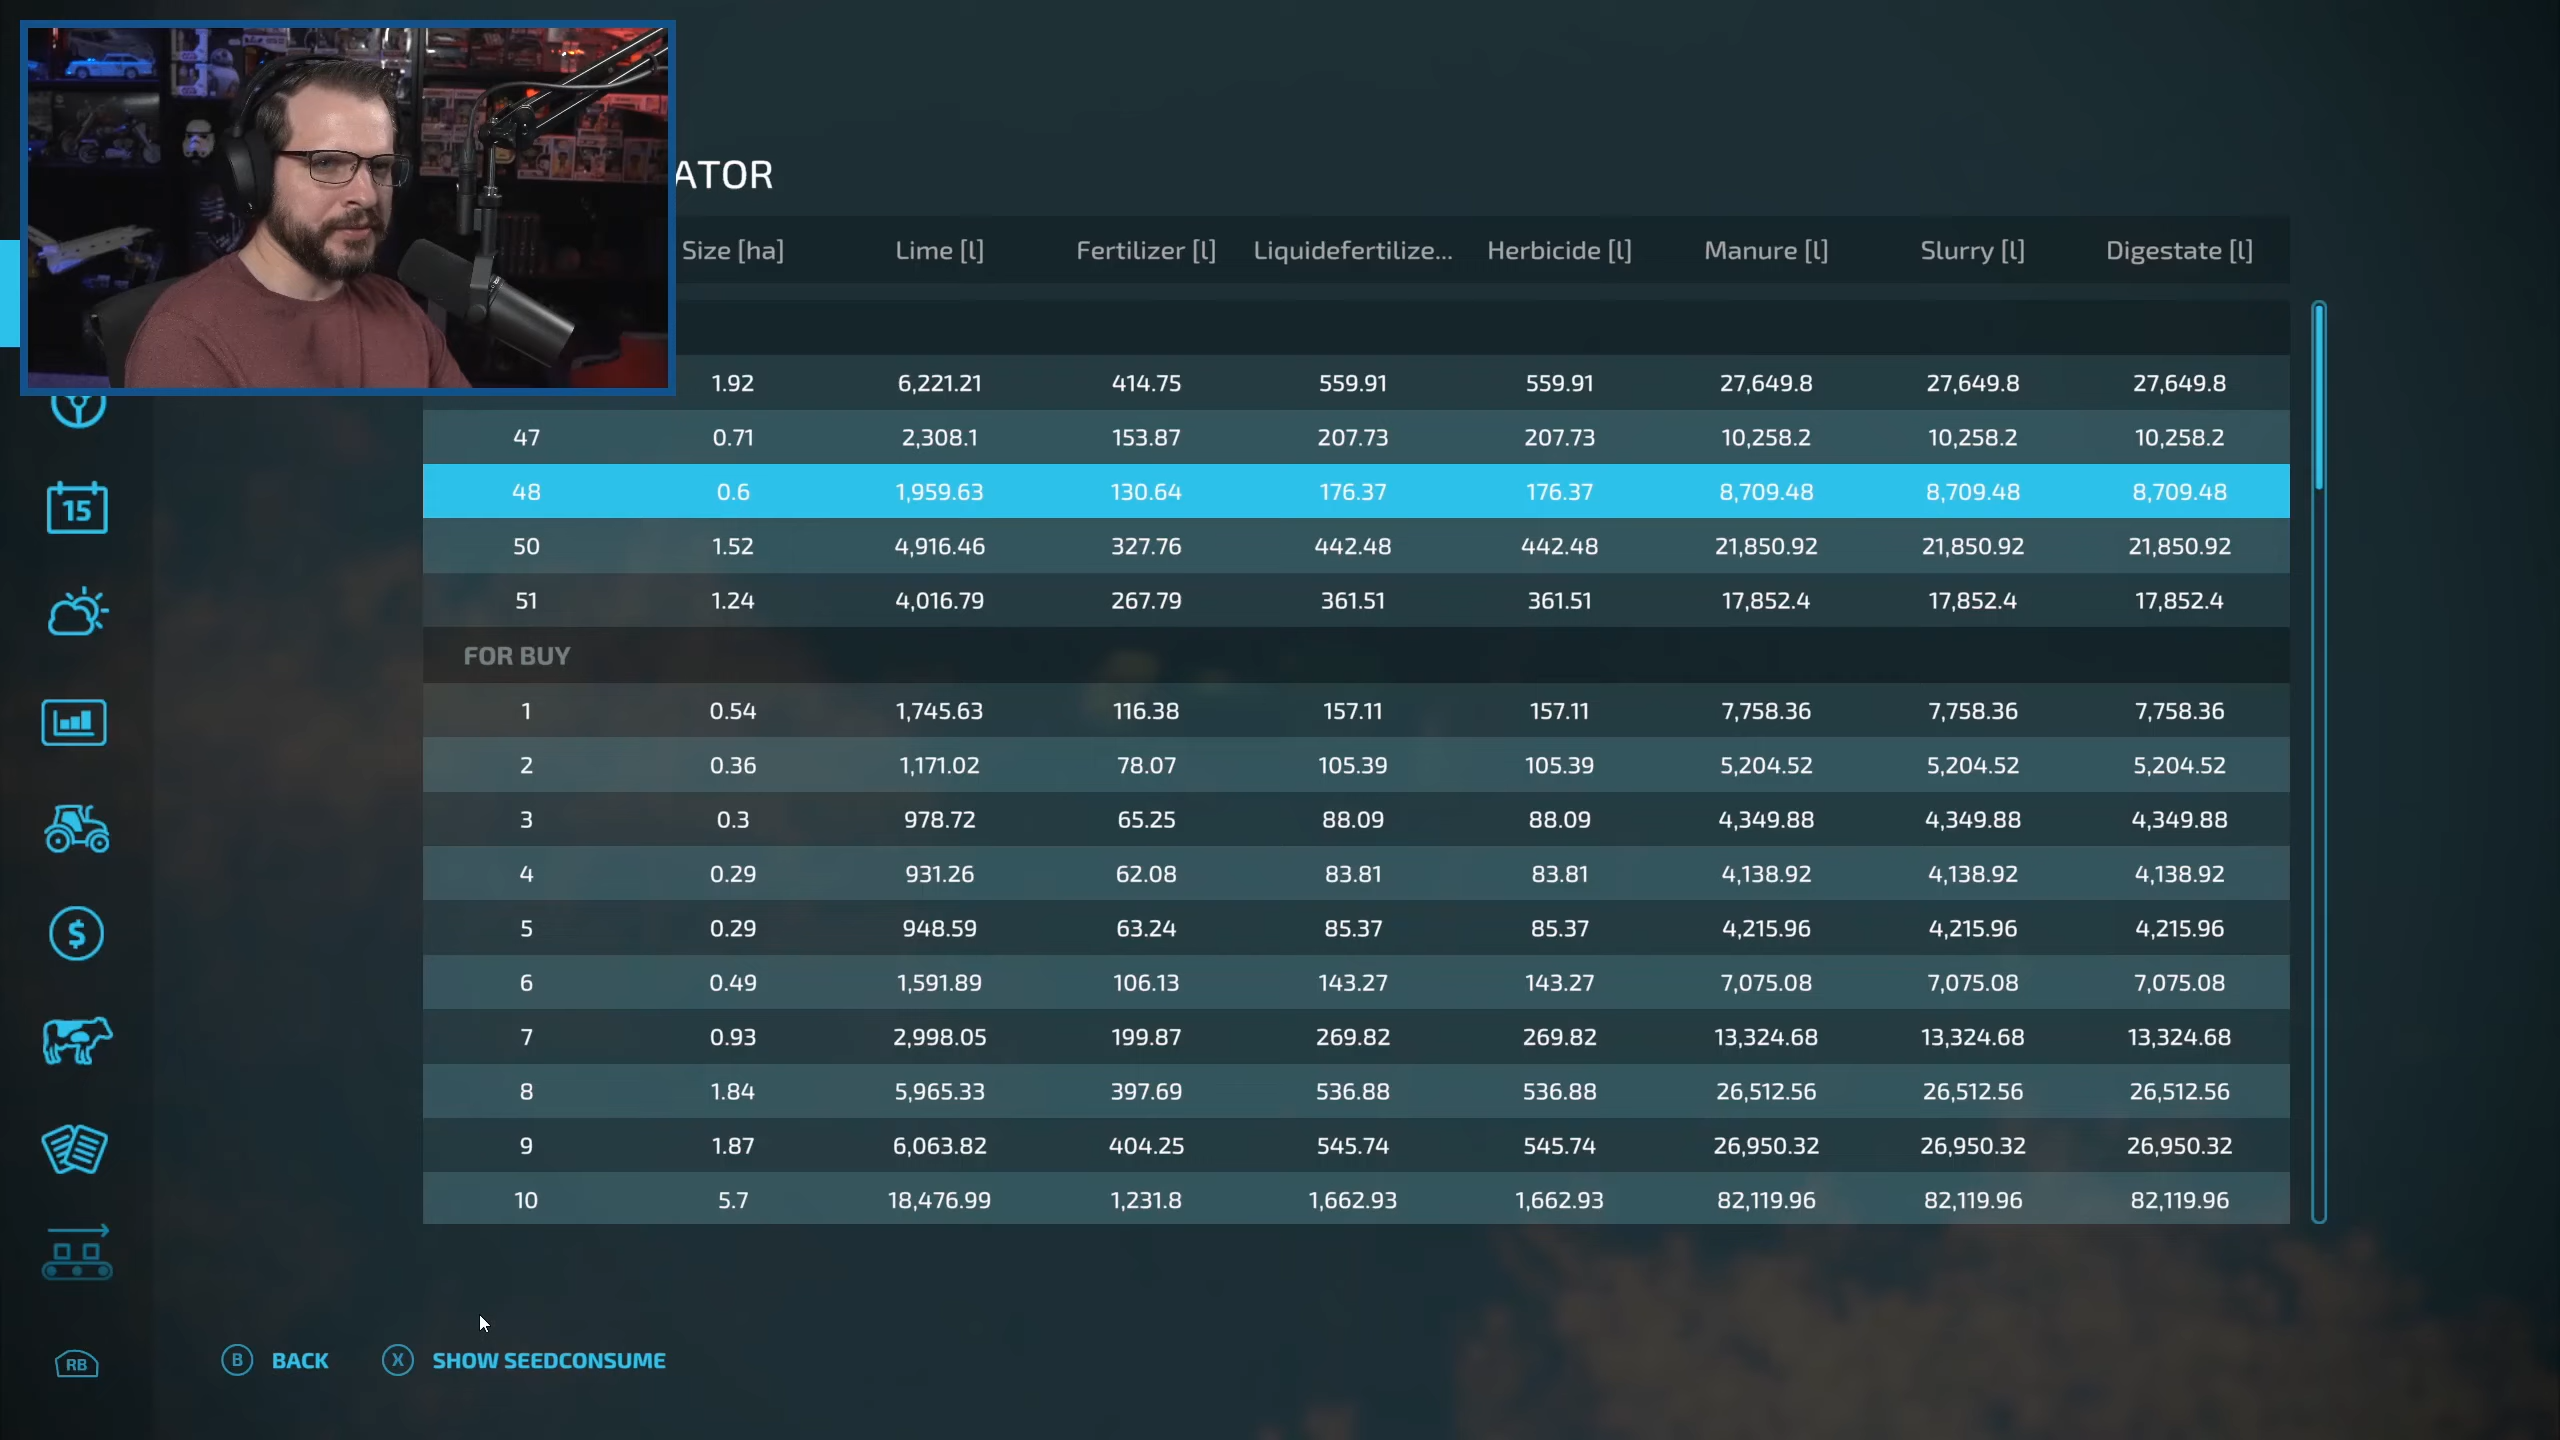 ATOR
Size [ha] Lime [l] Fertilizer [l] Liquidefertilize... Herbicide [l] Manure [l] Slurry [l] Digestate [l]
1.92 6,221.21 414.75 559.91 559.91 27,649.8 27,649.8 27,649.8
47 0.71 2,308.1 153.87 207.73 207.73 10,258.2 10,258.2 10,258.2
48 0.6 1,959.63 130.64 176.37 176.37 8,709.48 8,709.48 8,709.48
50 1.52 4,916.46 327.76 442.48 442.48 21,850.92 21,850.92 21,850.92
51 1.24 4,016.79 267.79 361.51 361.51 17,852.4 17,852.4 17,852.4
FOR BUY
1 0.54 1,745.63 116.38 157.11 157.11 7,758.36 7,758.36 7,758.36
2 0.36 1,171.02 78.07 105.39 105.39 5,204.52 5,204.52 5,204.52
3 0.3 978.72 65.25 88.09 88.09 4,349.88 4,349.88 4,349.88
4 0.29 931.26 62.08 83.81 83.81 4,138.92 4,138.92 4,138.92
5 0.29 948.59 63.24 85.37 85.37 4,215.96 4,215.96 4,215.96
6 0.49 1,591.89 106.13 143.27 143.27 7,075.08 7,075.08 7,075.08
7 0.93 2,998.05 199.87 269.82 269.82 13,324.68 13,324.68 13,324.68
8 1.84 5,965.33 397.69 536.88 536.88 26,512.56 26,512.56 26,512.56
9 1.87 6,063.82 404.25 545.74 545.74 26,950.32 26,950.32 26,950.32
10 5.7 18,476.99 1,231.8 1,662.93 1,662.93 82,119.96 82,119.96 82,119.96
15
$
RB
B BACK X SHOW SEEDCONSUME